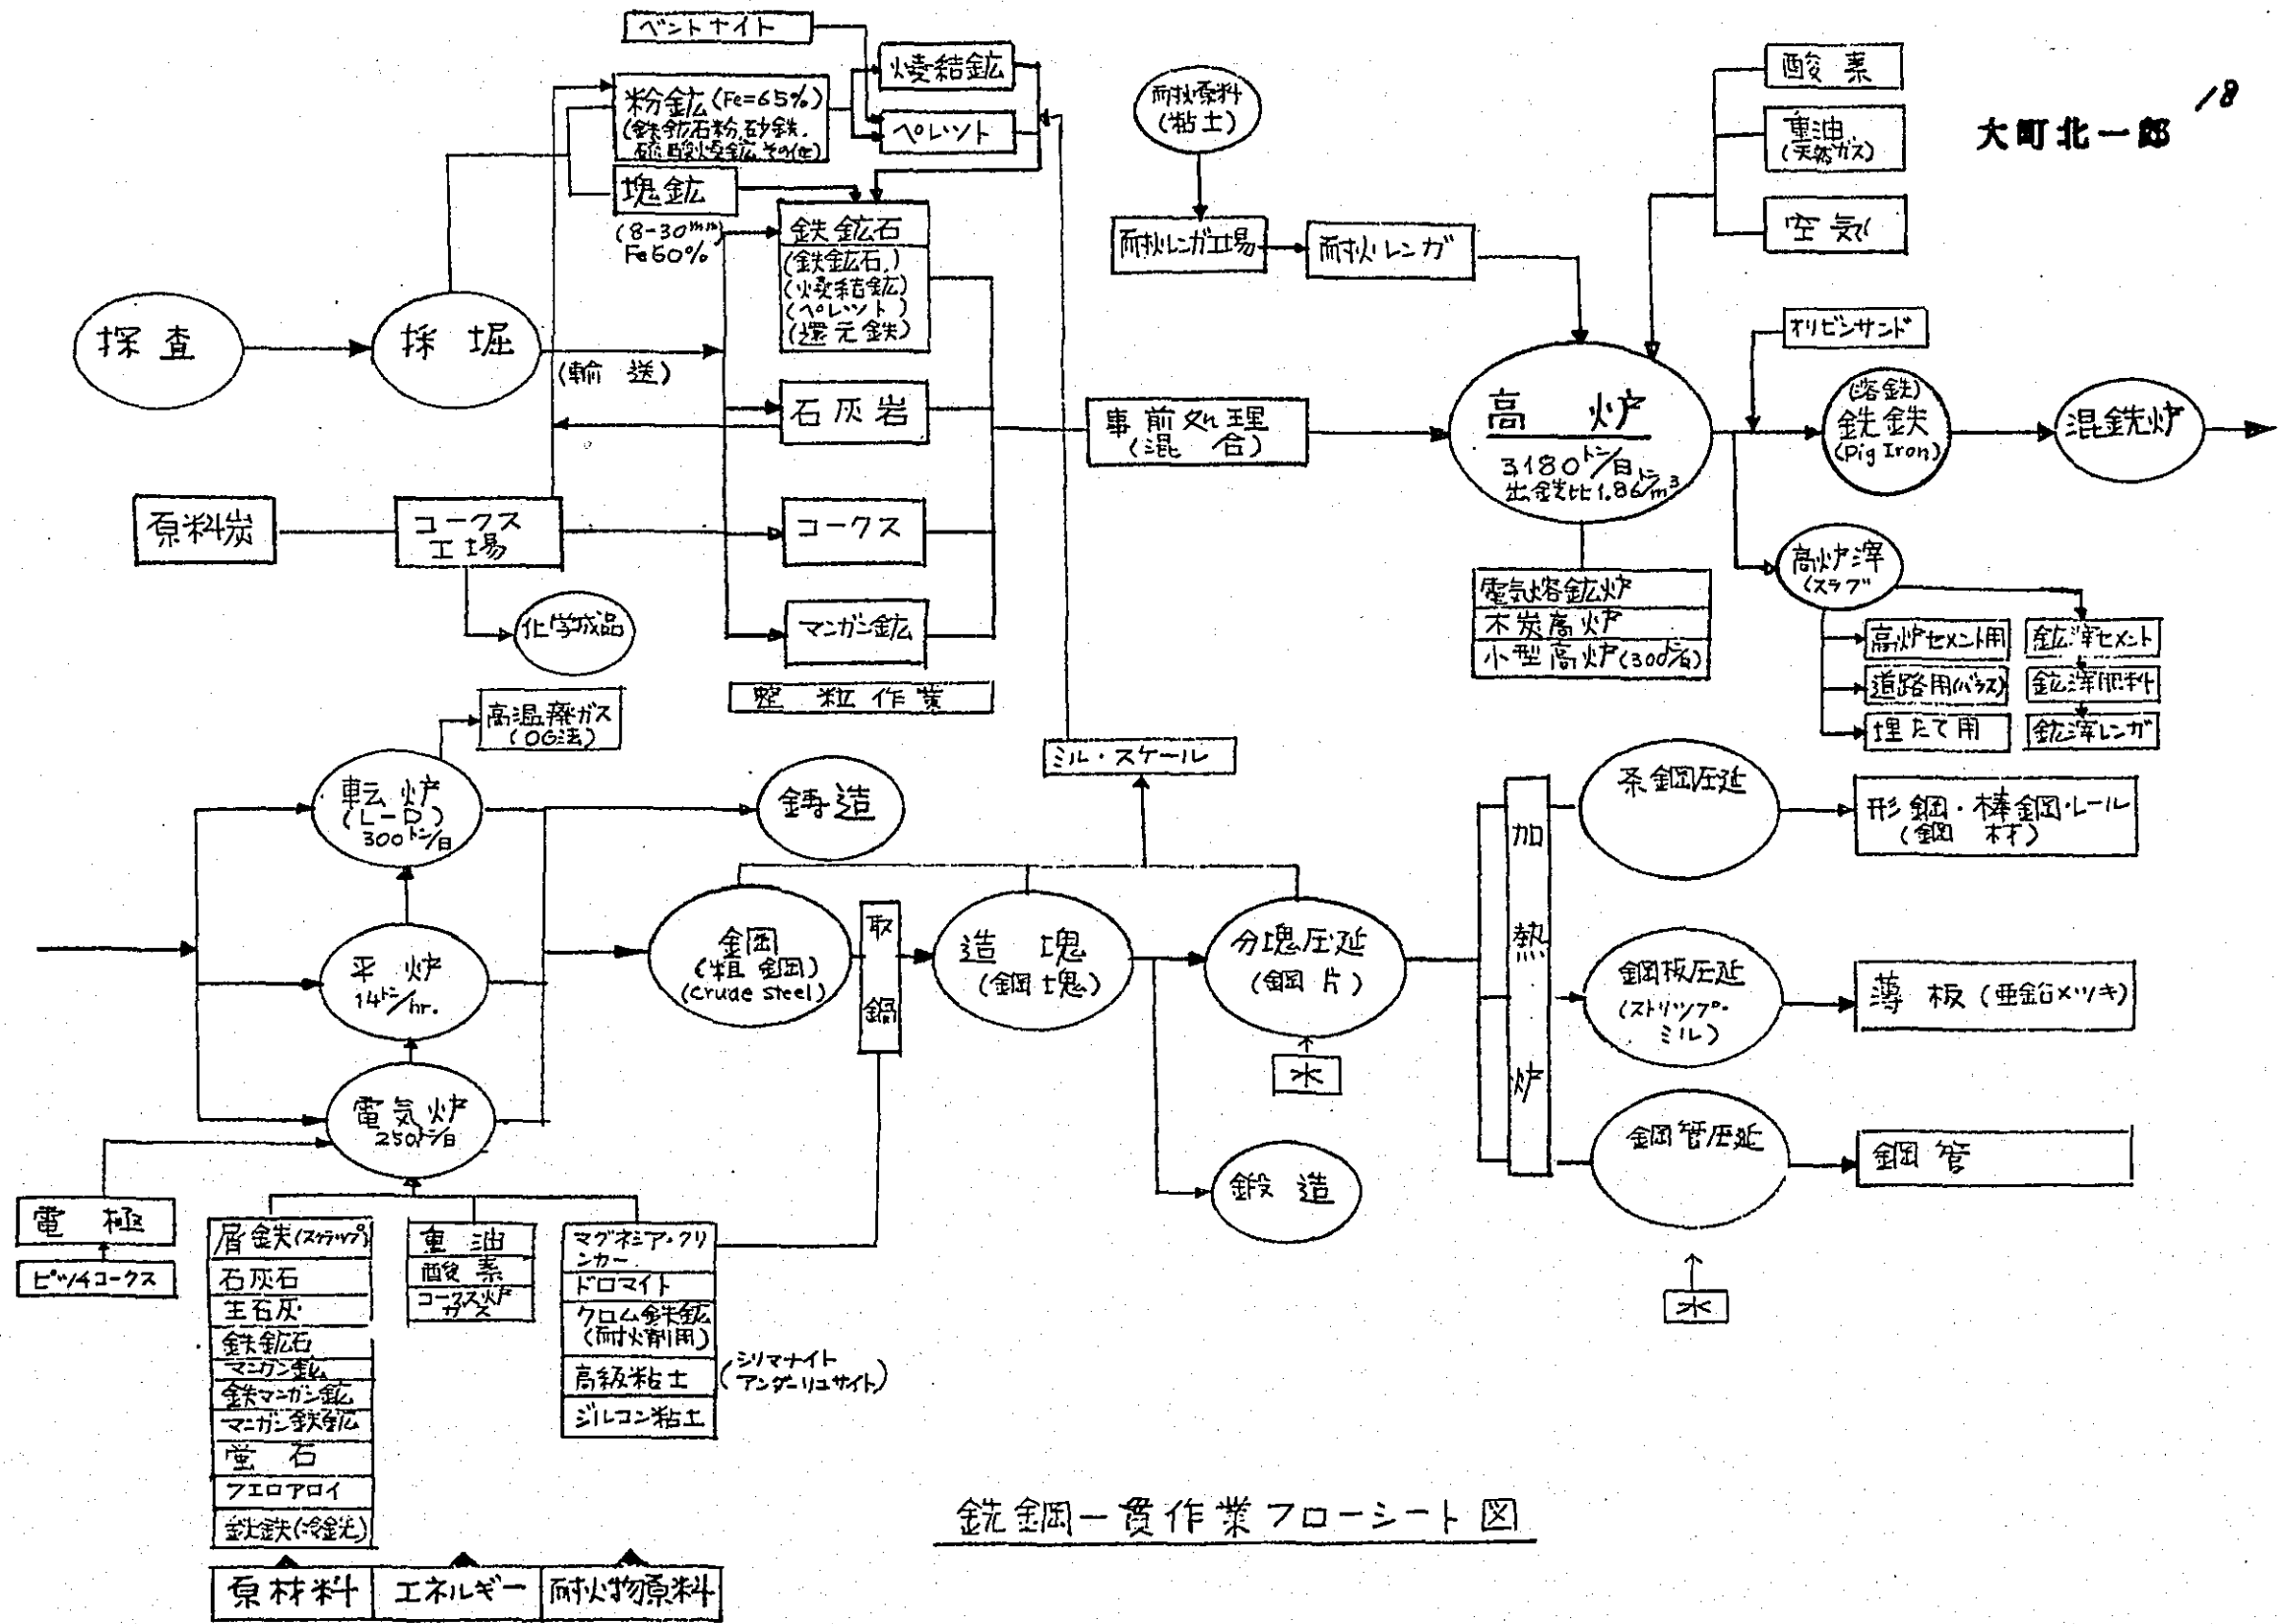 18
大町北一郎
ベントナイト
粉鉱(Fe=65%)
(鉄鉱石粉.砂鉄.
硫酸焼鉱.その他)
塊鉱
(8-30mm)
Fe60%
焼結鉱
ペレット
鉄鉱石
(鉄鉱石.)
(焼結鉱)
(ペレット)
(還元鉄)
探査
採堀
(輸送)
石灰岩
原料炭
コークス
工場
コークス
化学成品
マンガン鉱
整粒作業
事前処理
(混合)
耐火原料
(粘土)
耐火レンガ工場
耐火レンガ
酸素
重油.
(天然ガス)
空気
高炉
3180トン/日
出銑比1.86トン/m³
電気熔鉱炉
木炭高炉
小型高炉(300トン/日)
オリビンサンド
(溶銑)
銑鉄
(Pig Iron)
混銑炉
高炉滓
(スラブ
高炉セメント用
道路用(バラス)
埋たて用
鉱滓セメント
鉱滓肥料
鉱滓レンガ
高温廃ガス
(OG法)
転炉
(L-D)
300トン/日
平炉
14トン/hr.
電気炉
250トン/日
鋳造
ミル・スケール
鋼
(粗鋼)
(crude steel)
取鍋
造塊
(鋼塊)
分塊圧延
(鋼片)
水
鍛造
加熱炉
条鋼圧延
形鋼・棒鋼・レール
(鋼材)
鋼板圧延
(ストリップ・
ミル)
薄板(亜鉛メッキ)
鋼管圧延
鋼管
水
電極
ピッチコークス
屑鉄(スクラップ)
石灰石
生石灰
鉄鉱石
マンガン鉱
鉄マンガン鉱
マンガン鉄鉱
蛍石
フェロアロイ
銑鉄(冷銑)
重油
酸素
コークス炉
ガス
マグネシア・クリ
ンカー
ドロマイト
クロム鉄鉱
(耐火剤用)
高級粘土
(シリマナイト
アンダーリュサイト)
ジルコン粘土
原材料
エネルギー
耐火物原料
銑鋼一貫作業フローシート図